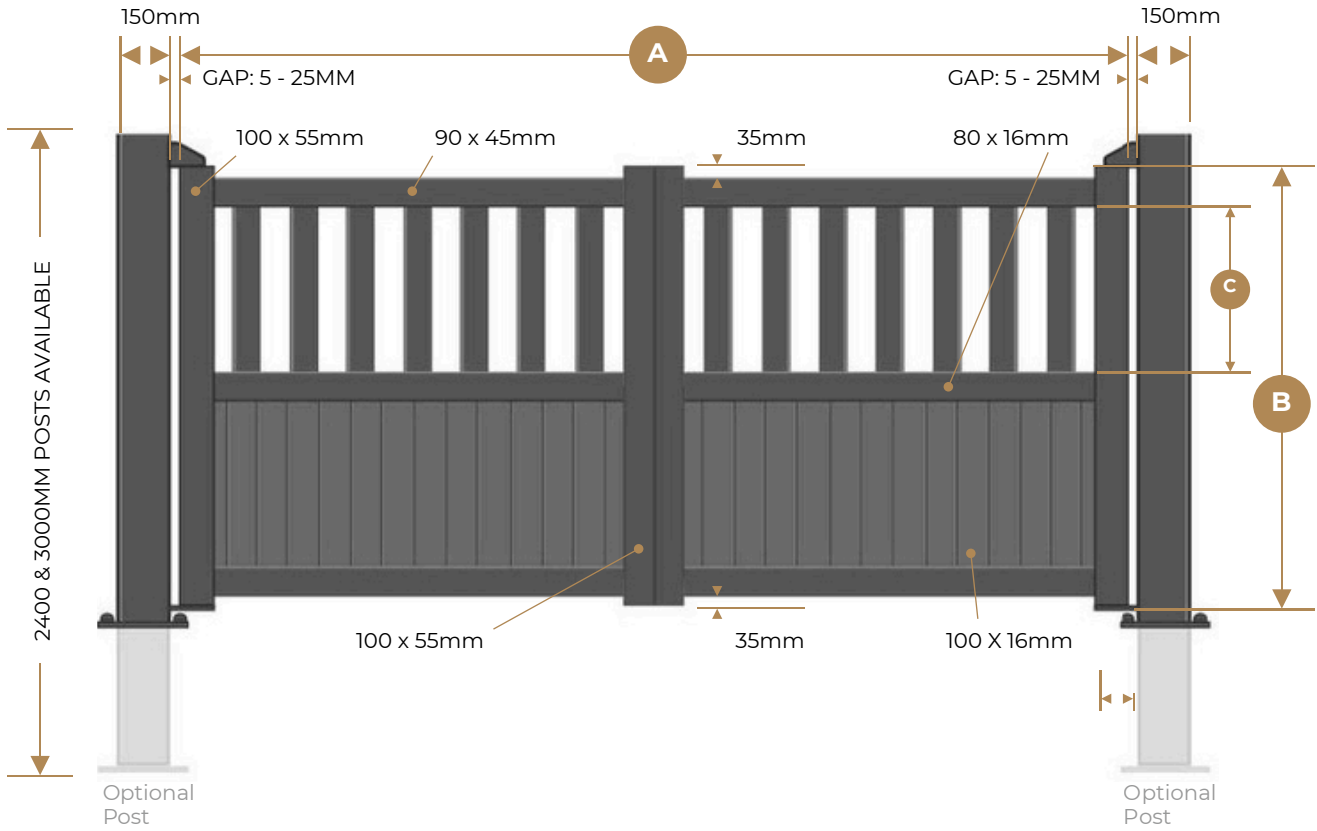 150mm
A
150mm
GAP: 5 - 25MM
GAP: 5 - 25MM
100 x 55mm
90 x 45mm
35mm
80 x 16mm
C
B
2400 & 3000MM POSTS AVAILABLE
100 x 55mm
35mm
100 X 16mm
Optional
Post
Optional
Post